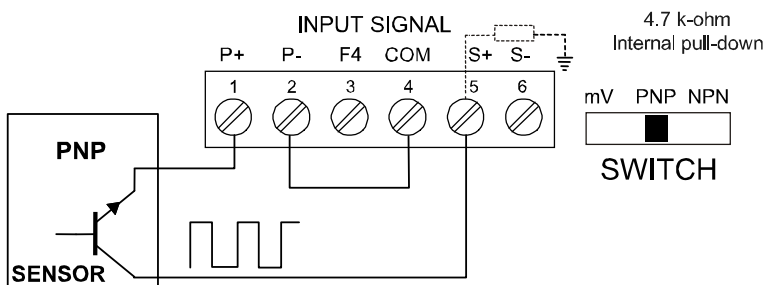 INPUT SIGNAL
4.7 k-ohm
Internal pull-down
P+ P- F4 COM S+ S-
1 2 3 4 5 6
mV PNP NPN
SWITCH
PNP
SENSOR